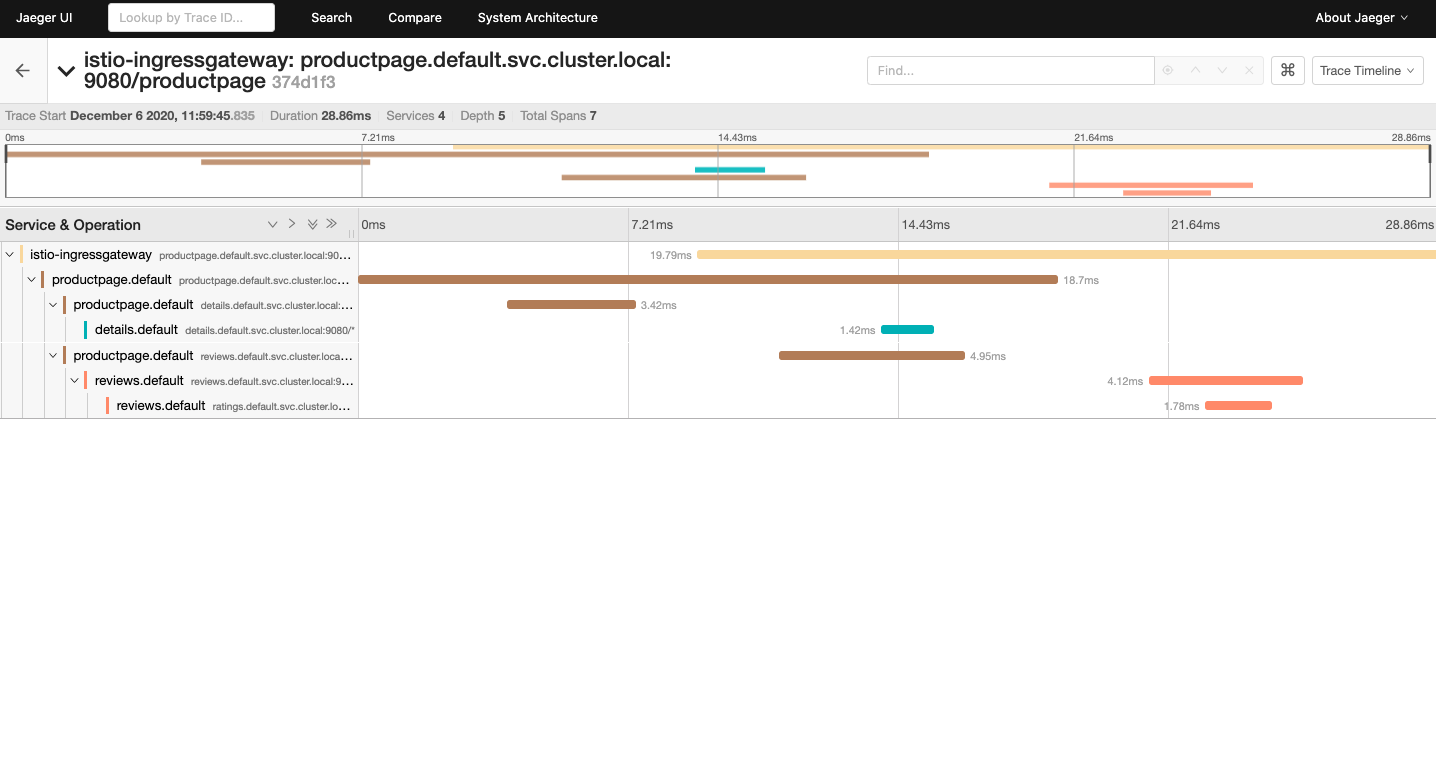 Jaeger UI Lookup by Trace ID... Search Compare System Architecture About Jaeger
istio-ingressgateway: productpage.default.svc.cluster.local:
9080/productpage 374d1f3
Find... ⌘ Trace Timeline
Trace Start December 6 2020, 11:59:45.835 Duration 28.86ms Services 4 Depth 5 Total Spans 7
0ms 7.21ms 14.43ms 21.64ms 28.86ms
Service & Operation 0ms 7.21ms 14.43ms 21.64ms 28.86ms
istio-ingressgateway productpage.default.svc.cluster.local:90... 19.79ms
productpage.default productpage.default.svc.cluster.loc... 18.7ms
productpage.default details.default.svc.cluster.local:... 3.42ms
details.default details.default.svc.cluster.local:9080/* 1.42ms
productpage.default reviews.default.svc.cluster.loca... 4.95ms
reviews.default reviews.default.svc.cluster.local:9... 4.12ms
reviews.default ratings.default.svc.cluster.lo... 1.78ms